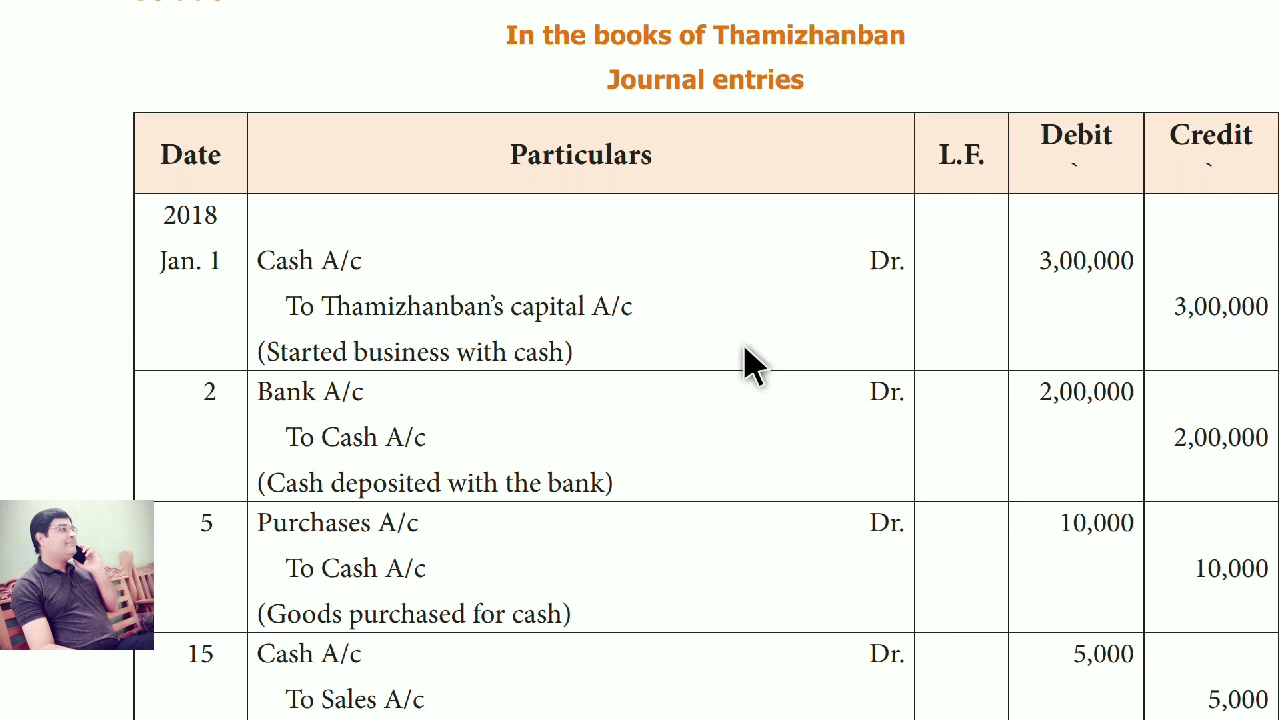 In the books of Thamizhanban
Journal entries
Date Particulars L.F. Debit ` Credit `
2018
Jan. 1 Cash A/c Dr. 3,00,000
To Thamizhanban’s capital A/c 3,00,000
(Started business with cash)
2 Bank A/c Dr. 2,00,000
To Cash A/c 2,00,000
(Cash deposited with the bank)
5 Purchases A/c Dr. 10,000
To Cash A/c 10,000
(Goods purchased for cash)
15 Cash A/c Dr. 5,000
To Sales A/c 5,000